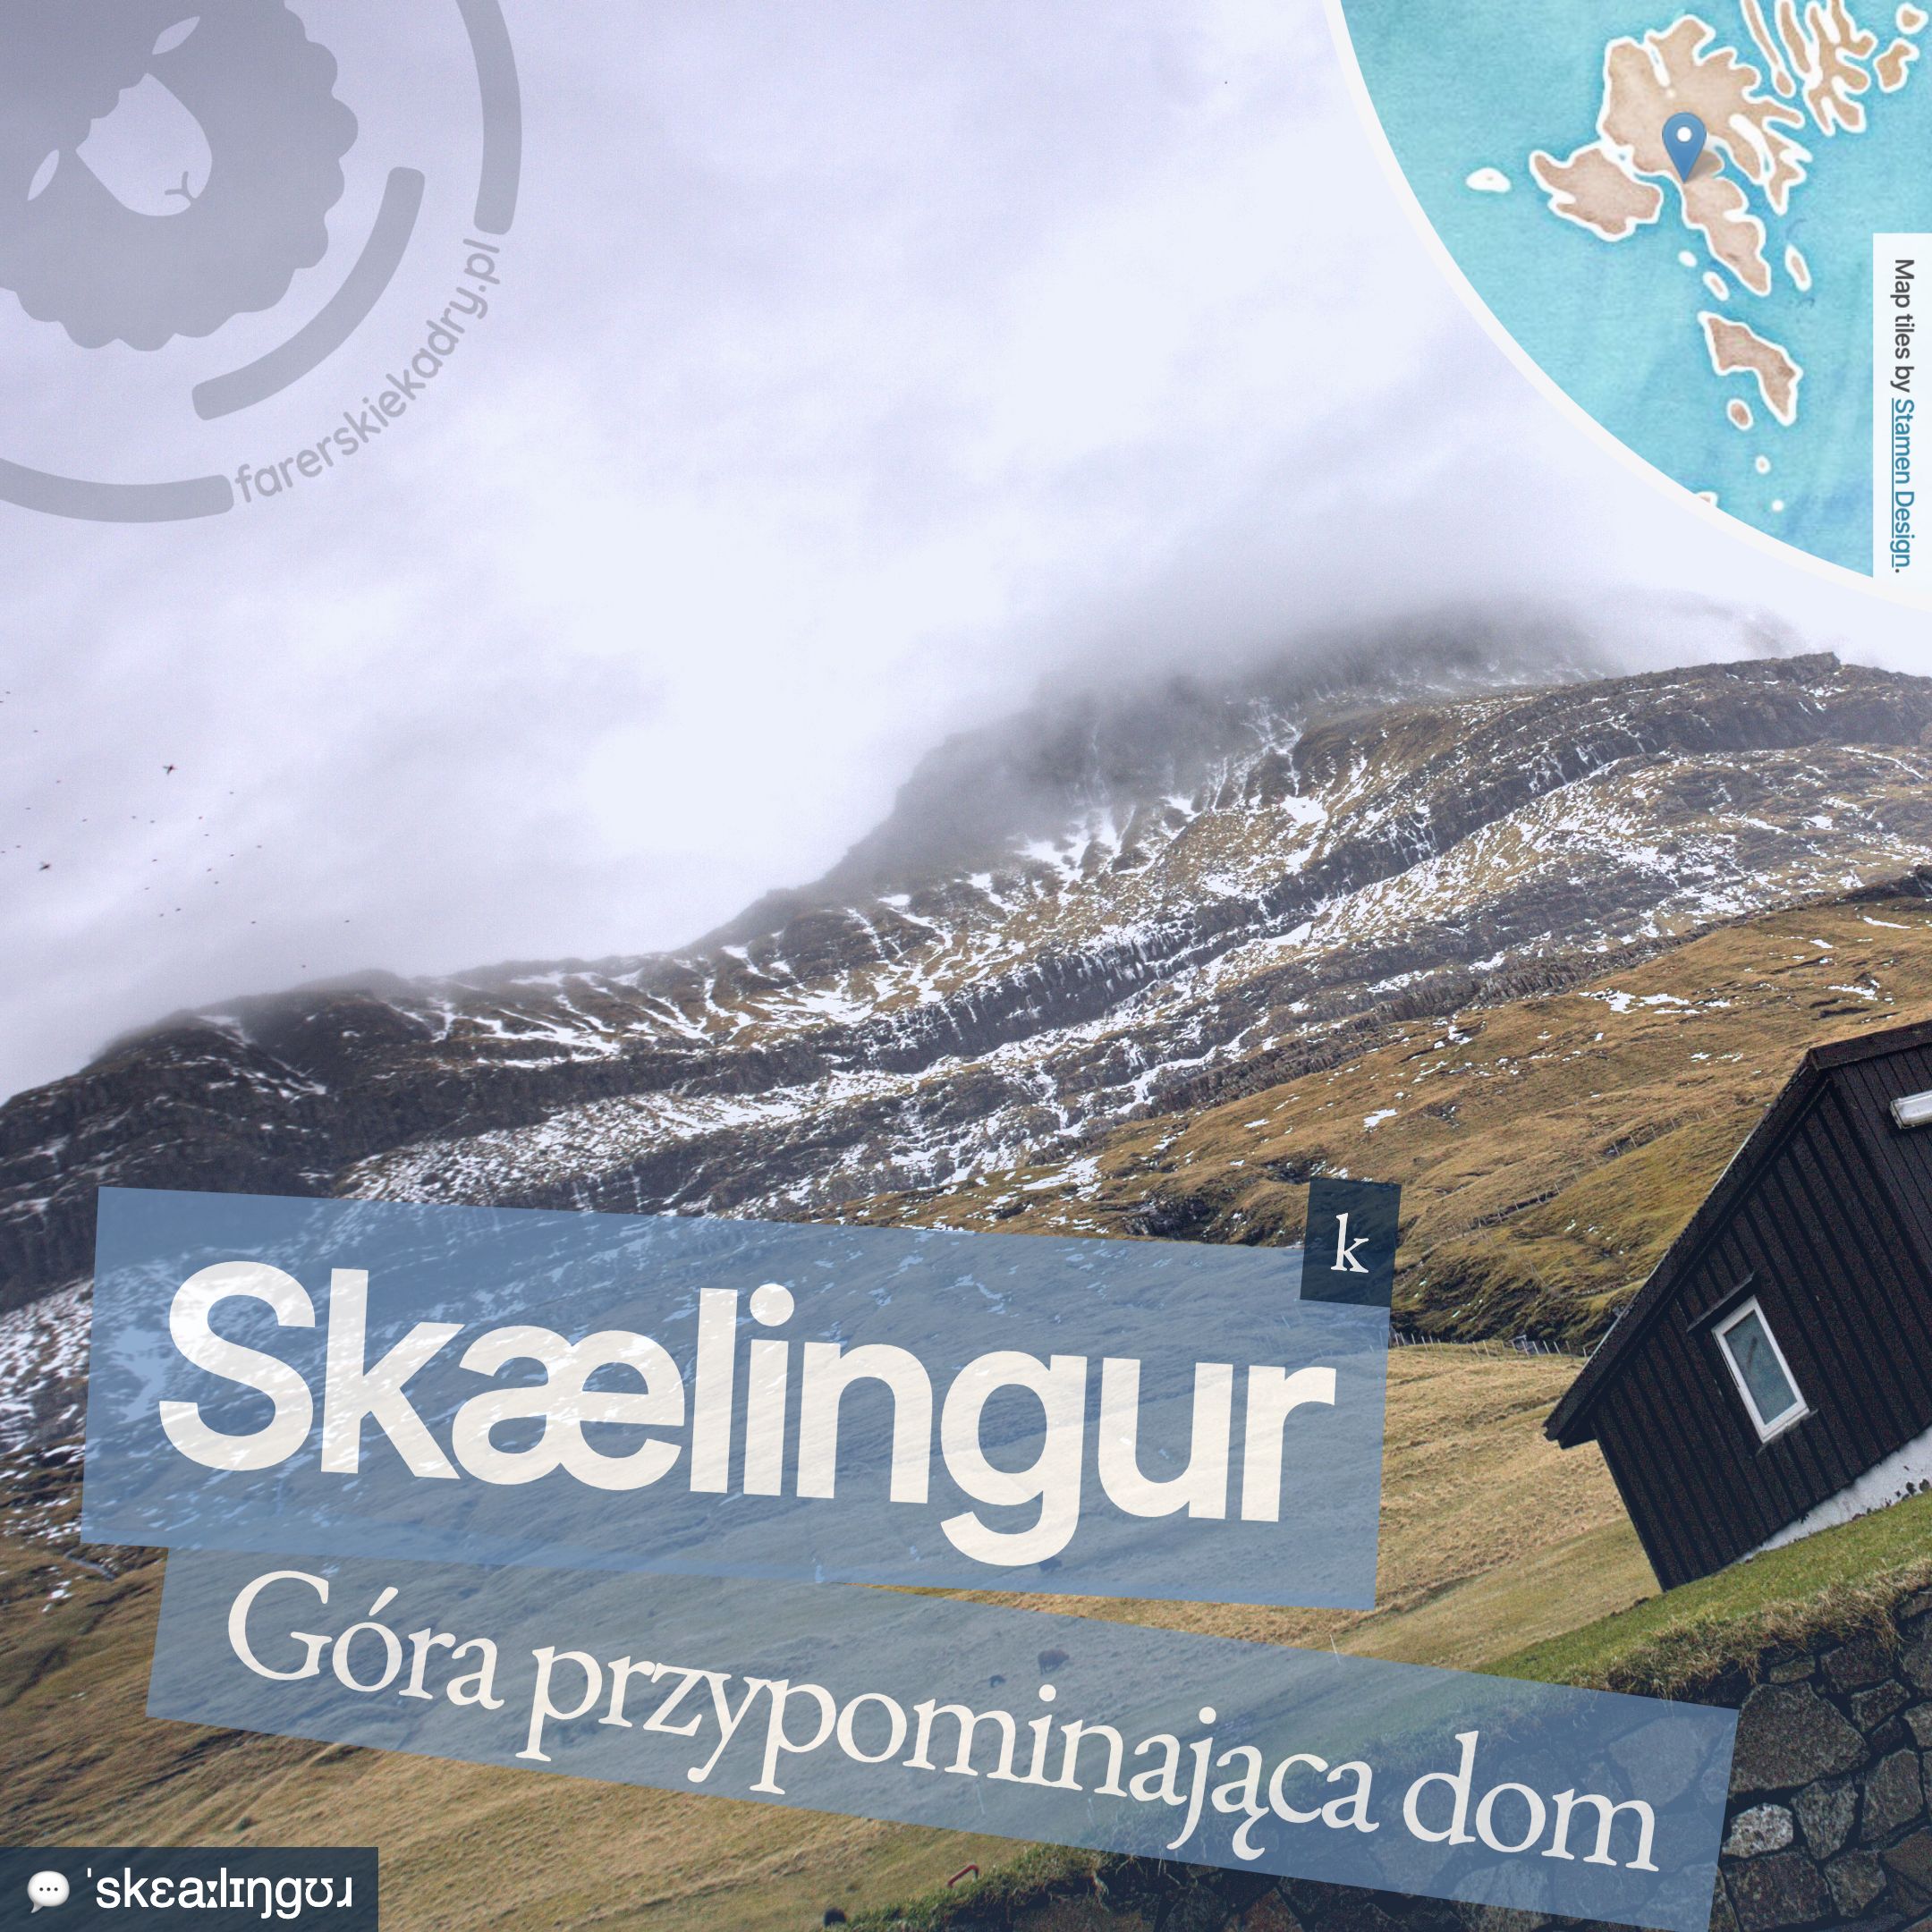 farerskiekadry.pl
Map tiles by Stamen Design.
k
Skælingur
Góra przypominająca dom
ˈskɛaːlɪŋɡʊɹ